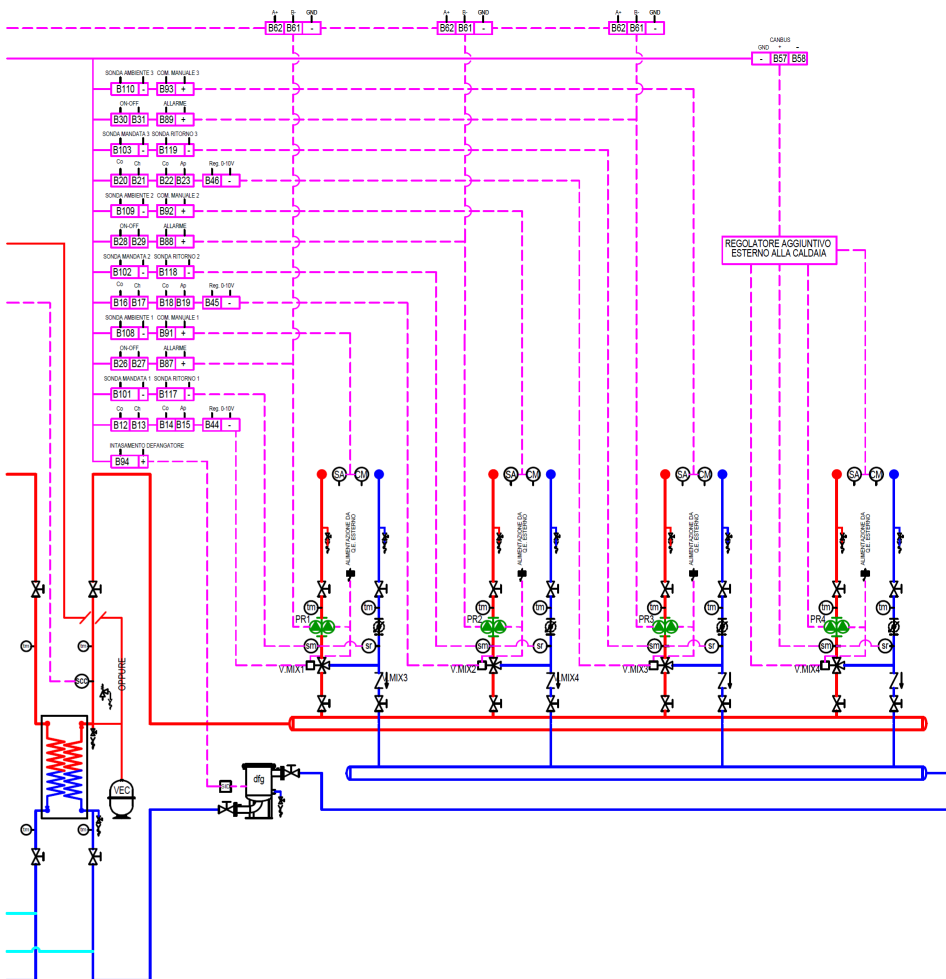 A+ B- GND
B62 B61 -
A+ B- GND
B62 B61 -
A+ B- GND
B62 B61 -
CANBUS
GND + -
- B57 B58
SONDA AMBIENTE 3 COM. MANUALE 3
B110 - B93 +
ON-OFF ALLARME
B30 B31 B89 +
SONDA MANDATA 3 SONDA RITORNO 3
B103 - B119 -
Co Ch Co Ap Reg. 0-10V
B20 B21 B22 B23 B46 -
SONDA AMBIENTE 2 COM. MANUALE 2
B109 - B92 +
ON-OFF ALLARME
B28 B29 B88 +
SONDA MANDATA 2 SONDA RITORNO 2
B102 - B118 -
Co Ch Co Ap Reg. 0-10V
B16 B17 B18 B19 B45 -
SONDA AMBIENTE 1 COM. MANUALE 1
B108 - B91 +
ON-OFF ALLARME
B26 B27 B87 +
SONDA MANDATA 1 SONDA RITORNO 1
B101 - B117 -
Co Ch Co Ap Reg. 0-10V
B12 B13 B14 B15 B44 -
INTASAMENTO DEFANGATORE
B94 +
REGOLATORE AGGIUNTIVO
ESTERNO ALLA CALDAIA
SA CM
SA CM
SA CM
SA CM
ALIMENTAZIONE DA
Q.E. ESTERNO
ALIMENTAZIONE DA
Q.E. ESTERNO
ALIMENTAZIONE DA
Q.E. ESTERNO
ALIMENTAZIONE DA
Q.E. ESTERNO
tm tm tm tm tm tm tm tm
PR1 PR2 PR3 PR4
sm sr sm sr sm sr sm sr
V.MIX1 V.MIX2 V.MIX3 V.MIX4
V.MIX3 V.MIX4
tm tm
scc
OPPURE
VEC
dfg
tm tm